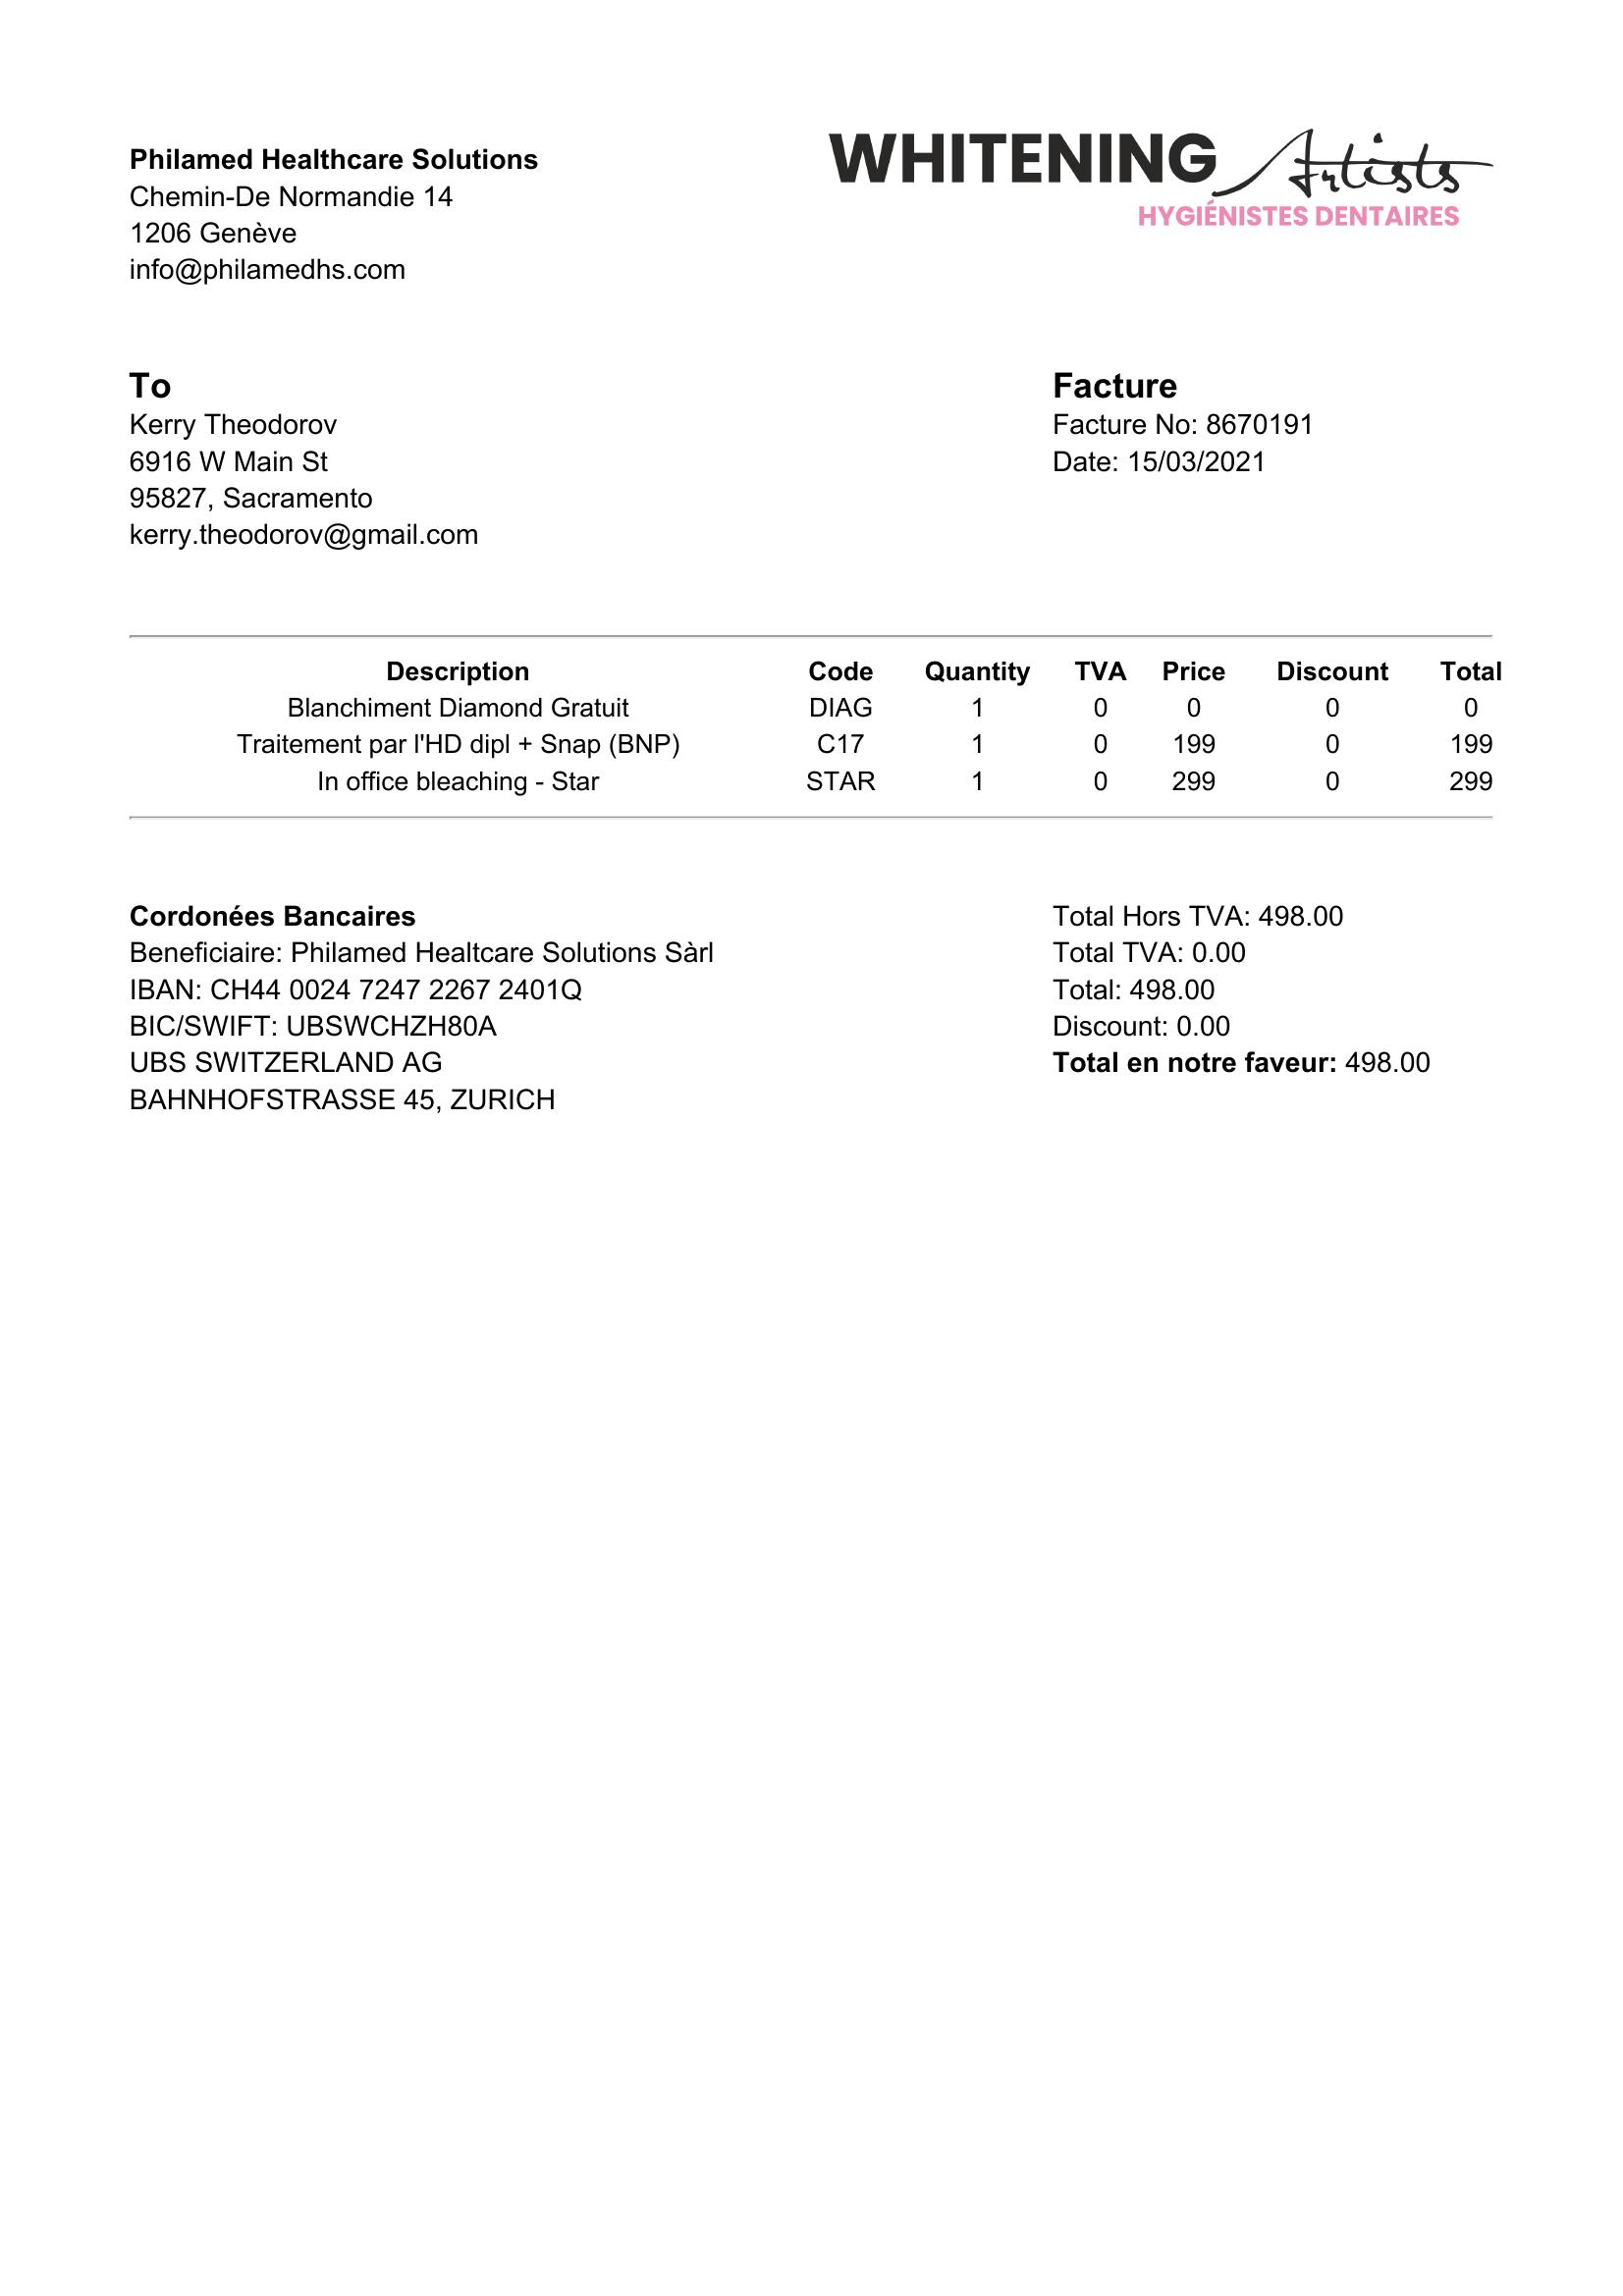 Philamed Healthcare Solutions
Chemin-De Normandie 14
1206 Genève
info@philamedhs.com
WHITENING Artists
HYGIÉNISTES DENTAIRES
To
Kerry Theodorov
6916 W Main St
95827, Sacramento
kerry.theodorov@gmail.com
Facture
Facture No: 8670191
Date: 15/03/2021
Description Code Quantity TVA Price Discount Total
Blanchiment Diamond Gratuit DIAG 1 0 0 0 0
Traitement par l'HD dipl + Snap (BNP) C17 1 0 199 0 199
In office bleaching - Star STAR 1 0 299 0 299
Cordonées Bancaires
Beneficiaire: Philamed Healtcare Solutions Sàrl
IBAN: CH44 0024 7247 2267 2401Q
BIC/SWIFT: UBSWCHZH80A
UBS SWITZERLAND AG
BAHNHOFSTRASSE 45, ZURICH
Total Hors TVA: 498.00
Total TVA: 0.00
Total: 498.00
Discount: 0.00
Total en notre faveur: 498.00